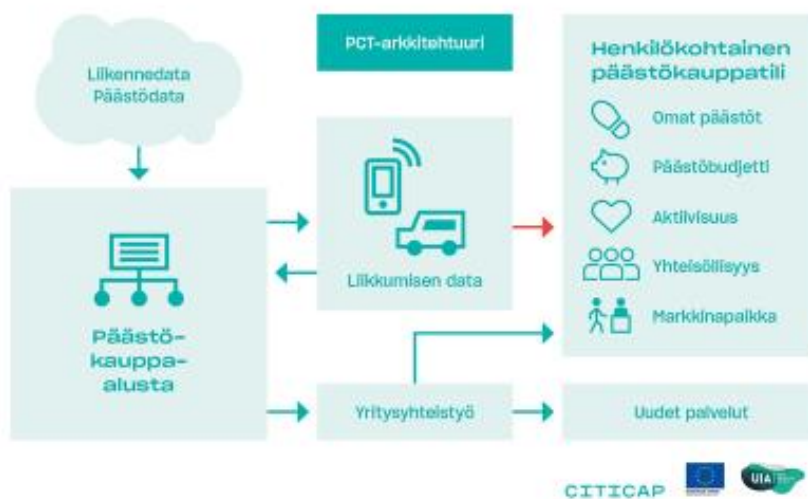 Liikennedata
Päästödata
PCT-arkkitehtuuri
Henkilökohtainen
päästökauppatili
Omat päästöt
Päästöbudjetti
Aktiivisuus
Yhteisöllisyys
Markkinapaikka
Liikkumisen data
Päästö-
kauppa-
alusta
Yritysyhteistyö
Uudet palvelut
CITICAP
UIA